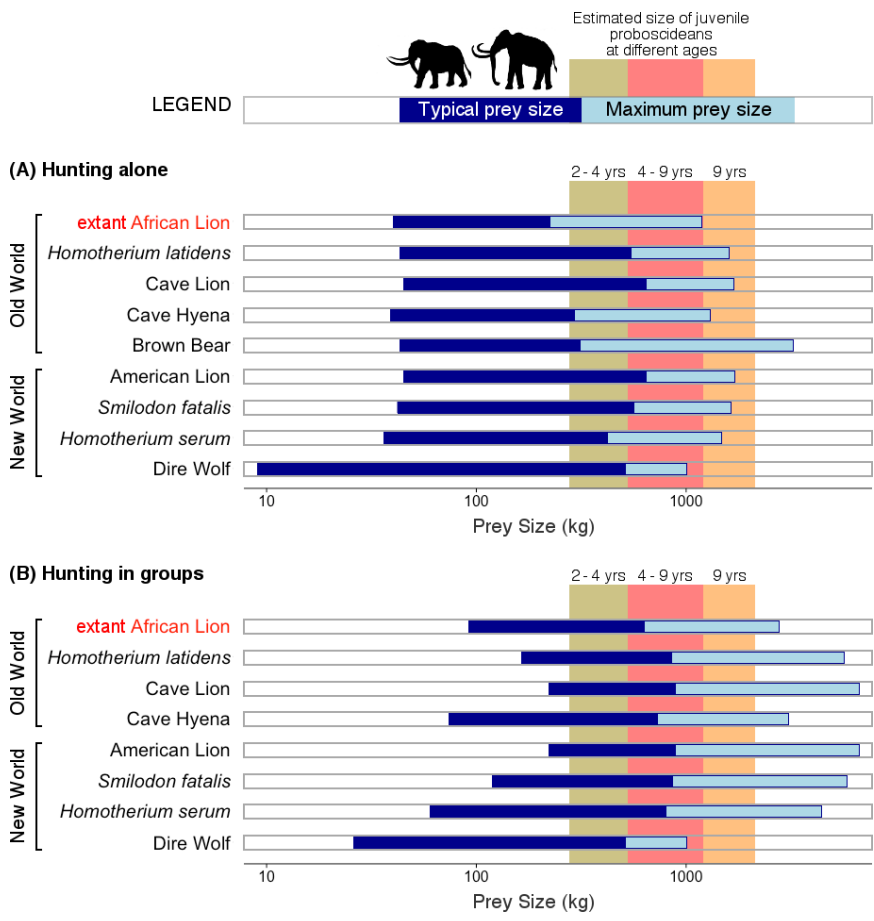 Estimated size of juvenile
proboscideans
at different ages
LEGEND
Typical prey size
Maximum prey size
(A) Hunting alone
2 - 4 yrs 4 - 9 yrs 9 yrs
Old World
extant African Lion
Homotherium latidens
Cave Lion
Cave Hyena
Brown Bear
New World
American Lion
Smilodon fatalis
Homotherium serum
Dire Wolf
10 100 1000
Prey Size (kg)
(B) Hunting in groups
2 - 4 yrs 4 - 9 yrs 9 yrs
Old World
extant African Lion
Homotherium latidens
Cave Lion
Cave Hyena
New World
American Lion
Smilodon fatalis
Homotherium serum
Dire Wolf
10 100 1000
Prey Size (kg)